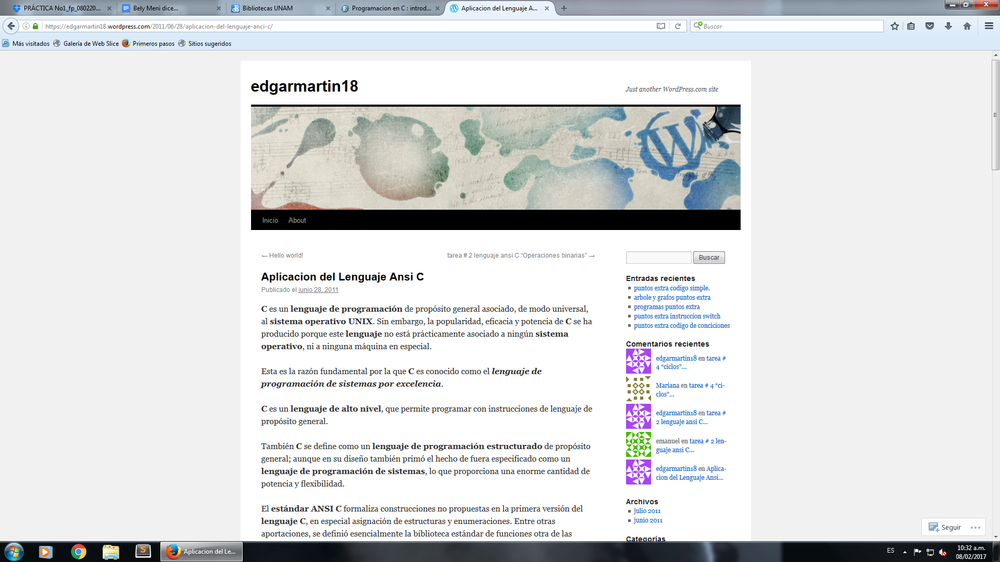 PRÁCTICA No1_fp_080220...
Bely Meni dice...
Bibliotecas UNAM
Programacion en C : introd...
Aplicacion del Lenguaje A...
https://edgarmartin18.wordpress.com/2011/06/28/aplicacion-del-lenguaje-anci-c/
Buscar
Más visitados
Galería de Web Slice
Primeros pasos
Sitios sugeridos
edgarmartin18
Just another WordPress.com site
Inicio
About
← Hello world!
tarea # 2 lenguaje ansi C “Operaciones binarias” →
Aplicacion del Lenguaje Ansi C
Publicado el junio 28, 2011
C es un lenguaje de programación de propósito general asociado, de modo universal,
al sistema operativo UNIX. Sin embargo, la popularidad, eficacia y potencia de C se ha
producido porque este lenguaje no está prácticamente asociado a ningún sistema
operativo, ni a ninguna máquina en especial.
Esta es la razón fundamental por la que C es conocido como el lenguaje de
programación de sistemas por excelencia.
C es un lenguaje de alto nivel, que permite programar con instrucciones de lenguaje de
propósito general.
También C se define como un lenguaje de programación estructurado de propósito
general; aunque en su diseño también primó el hecho de fuera especificado como un
lenguaje de programación de sistemas, lo que proporciona una enorme cantidad de
potencia y flexibilidad.
El estándar ANSI C formaliza construcciones no propuestas en la primera versión del
lenguaje C, en especial asignación de estructuras y enumeraciones. Entre otras
aportaciones, se definió esencialmente la biblioteca estándar de funciones otra de las
Buscar
Entradas recientes
puntos extra codigo simple.
arbole y grafos puntos extra
programas puntos extra
puntos extra instruccion switch
puntos extra codigo de conciciones
Comentarios recientes
edgarmartin18 en tarea #
4 “ciclos”…
Mariana en tarea # 4 “ci-
clos”…
edgarmartin18 en tarea #
2 lenguaje ansi C…
emanuel en tarea # 2 len-
guaje ansi C…
edgarmartin18 en Aplica-
cion del Lenguaje Ansi…
Archivos
julio 2011
junio 2011
Categorías
Seguir
Aplicacion del Le...
ES
10:32 a.m.
08/02/2017